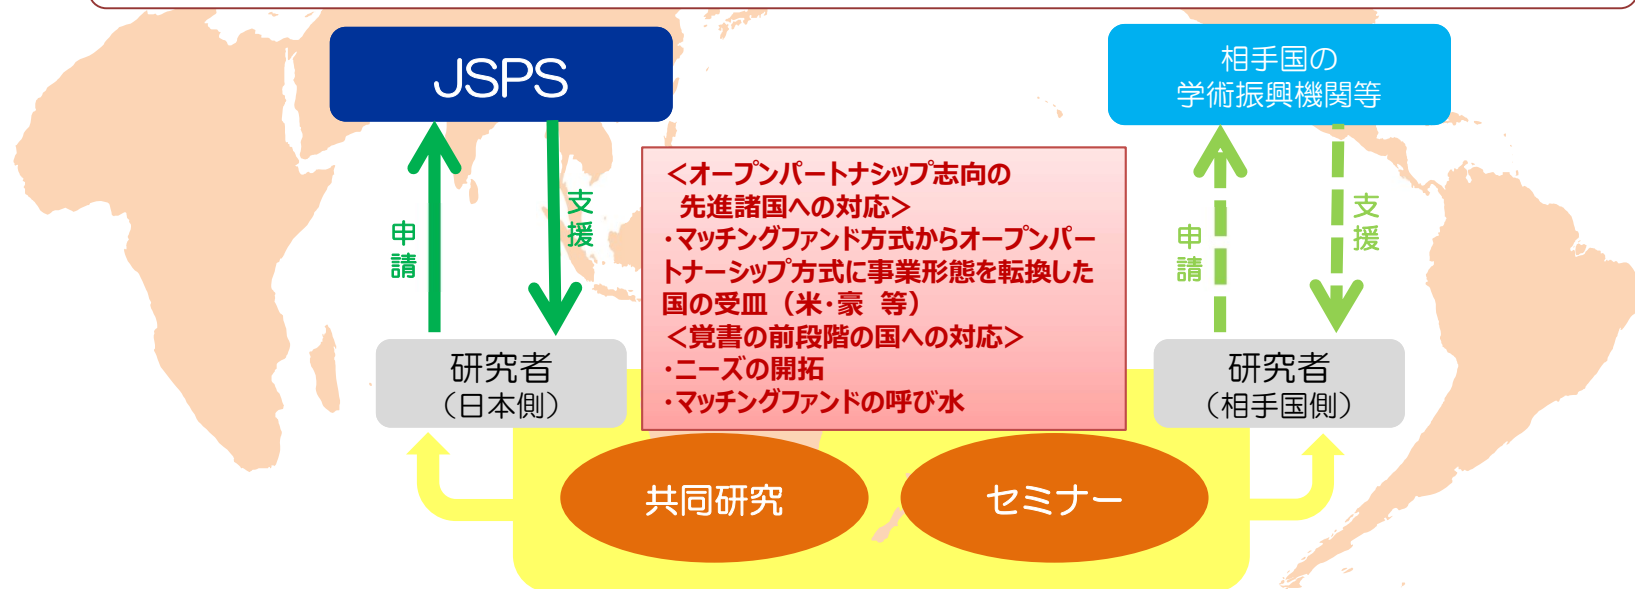 JSPS
相手国の
学術振興機関等
申請
支援
<オープンパートナシップ志向の
先進諸国への対応>
・マッチングファンド方式からオープンパー
トナーシップ方式に事業形態を転換した
国の受皿（米・豪 等）
<覚書の前段階の国への対応>
・ニーズの開拓
・マッチングファンドの呼び水
申請
支援
研究者
（日本側）
研究者
（相手国側）
共同研究
セミナー